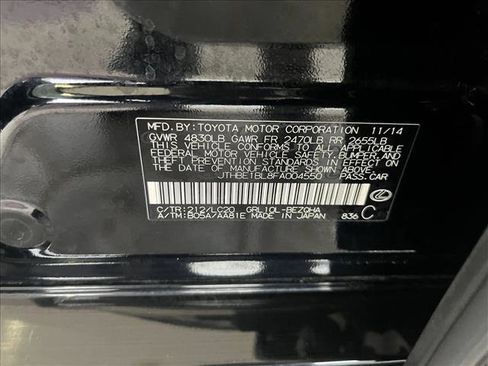 MFD.BY:TOYOTA MOTOR CORPORATION 11/14
GVWR 4830LB GAWR FR 2470LB RR 2655LB
THIS VEHICLE CONFORMS TO ALL APPLICABLE
FEDERAL MOTOR VEHICLE SAFETY, BUMPER, AND
THEFT PREVENTION STANDARDS IN EFFECT ON
THE DATE OF MANUFACTURE SHOWN ABOVE.
JTHBE1BL8FA004550 PASS.CAR
C/TR:212/LC20 GRL10L-BEZQHA
A/TM:B05A/AA81E MADE IN JAPAN 836 C